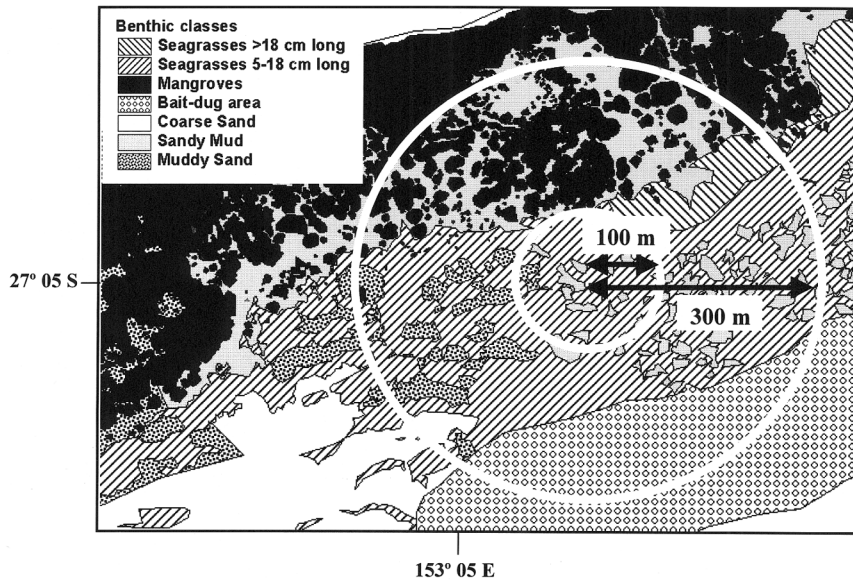 Benthic classes
Seagrasses >18 cm long
Seagrasses 5-18 cm long
Mangroves
Bait-dug area
Coarse Sand
Sandy Mud
Muddy Sand
100 m
27º 05 S
300 m
153º 05 E